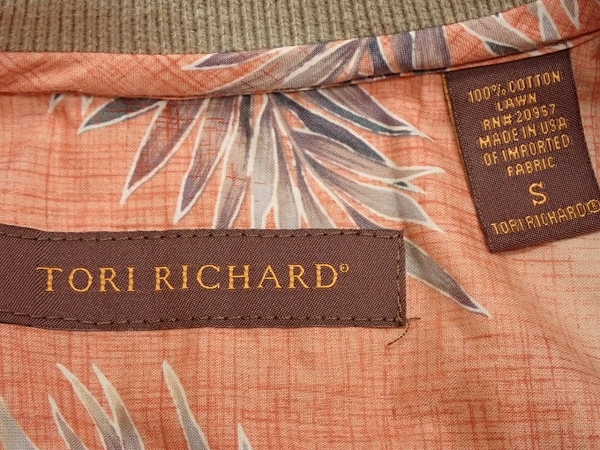 TORI RICHARD®
100% COTTON
LAWN
RN#20957
MADE IN USA
OF IMPORTED
FABRIC
S
TORI RICHARD®